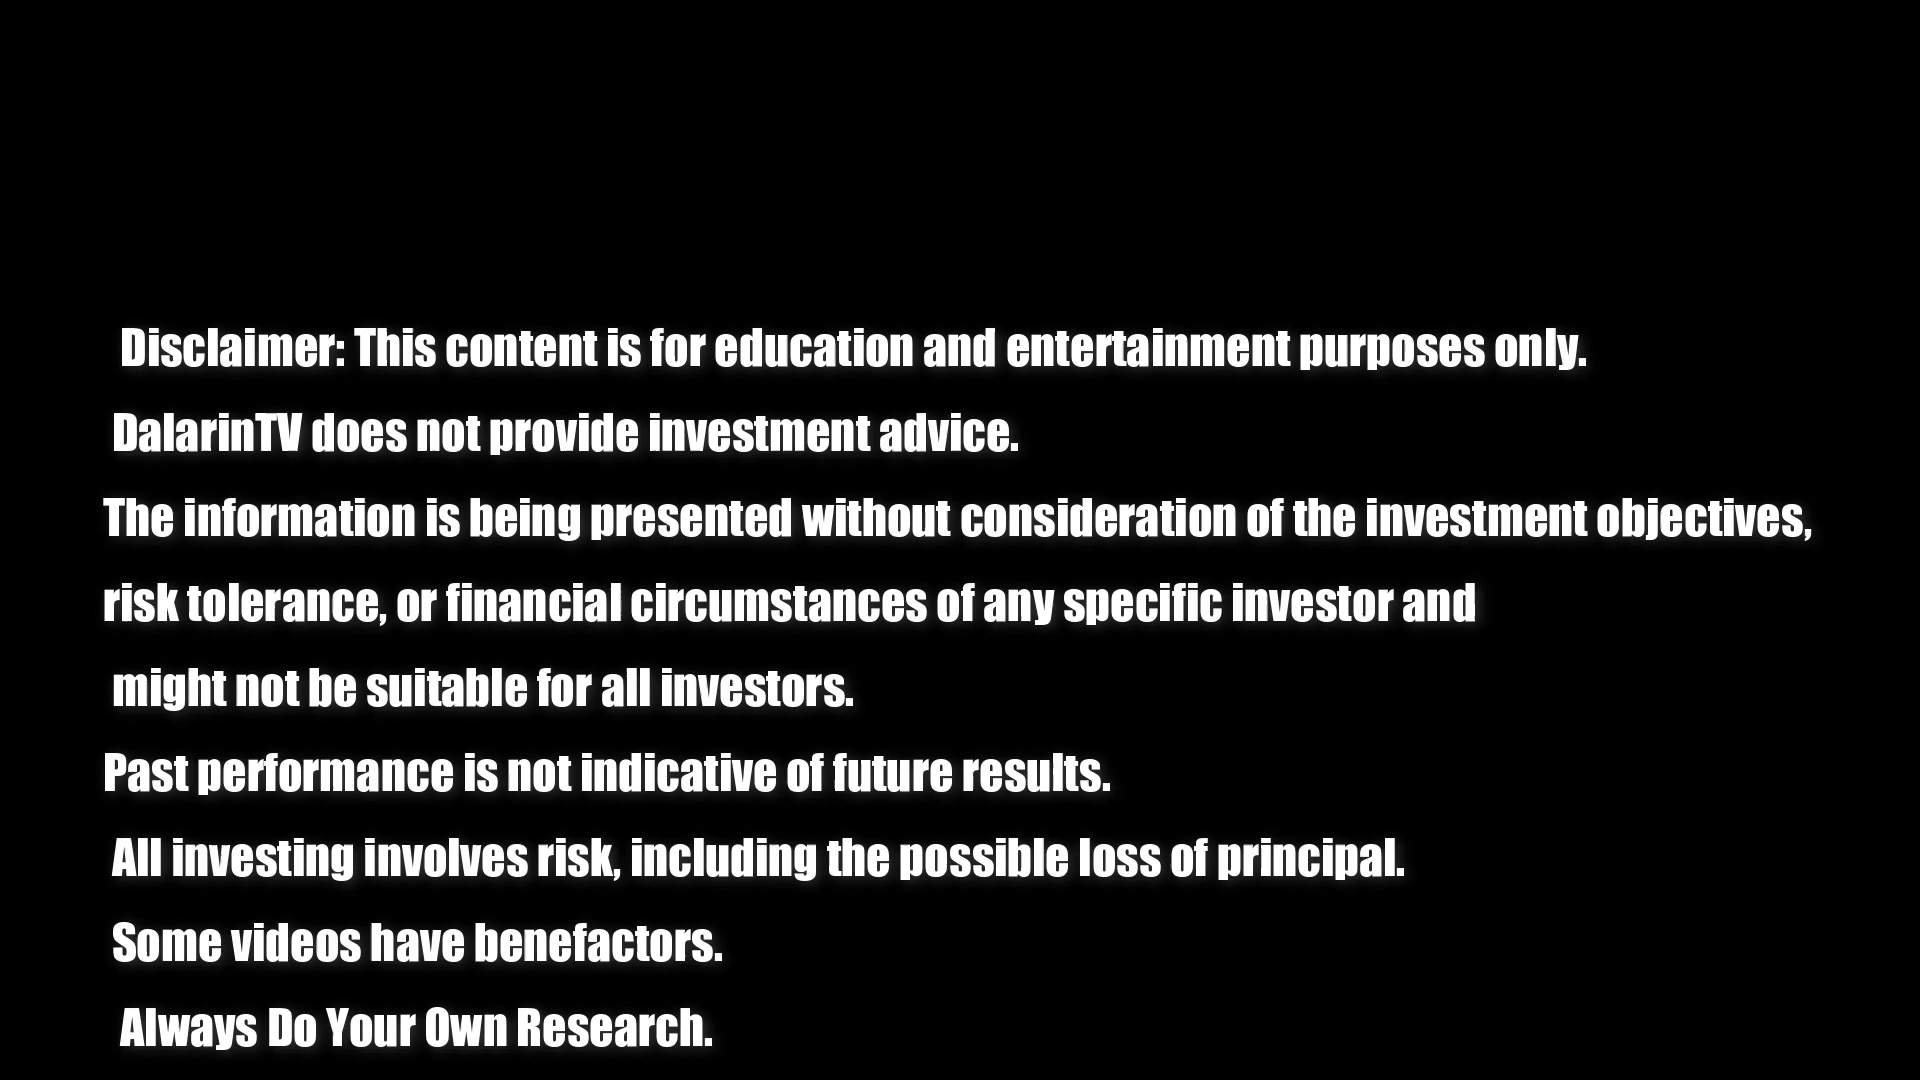 Disclaimer: This content is for education and entertainment purposes only.
DalarinTV does not provide investment advice.
The information is being presented without consideration of the investment objectives,
risk tolerance, or financial circumstances of any specific investor and
might not be suitable for all investors.
Past performance is not indicative of future results.
All investing involves risk, including the possible loss of principal.
Some videos have benefactors.
Always Do Your Own Research.